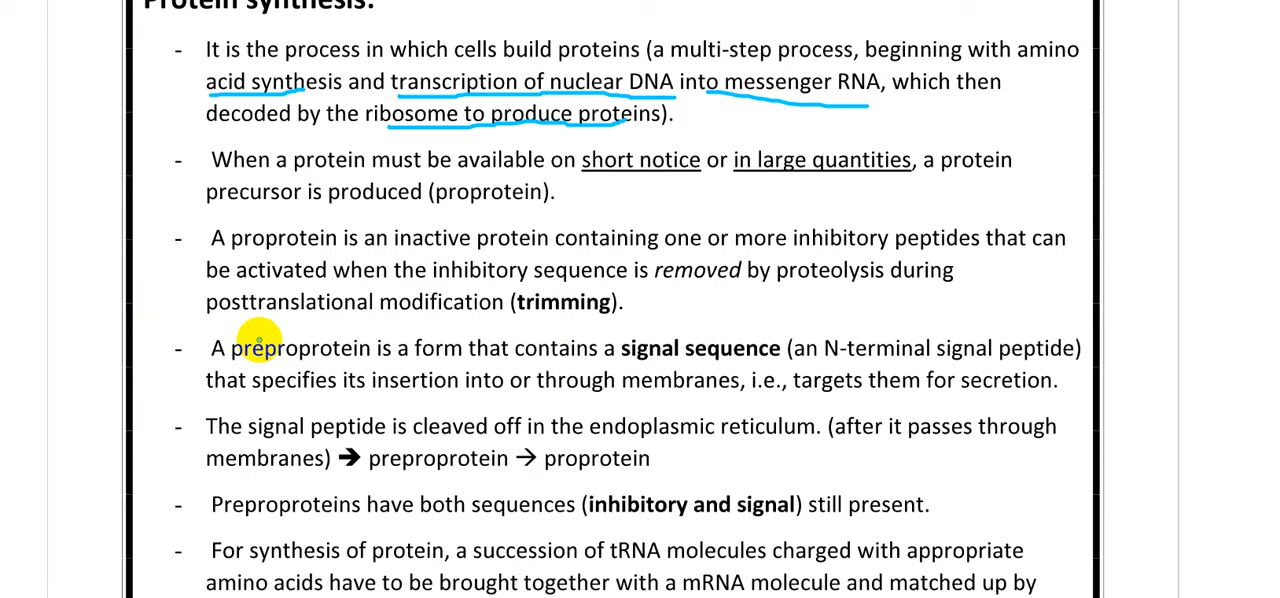 Protein synthesis:
- It is the process in which cells build proteins (a multi-step process, beginning with amino
acid synthesis and transcription of nuclear DNA into messenger RNA, which then
decoded by the ribosome to produce proteins).
- When a protein must be available on short notice or in large quantities, a protein
precursor is produced (proprotein).
- A proprotein is an inactive protein containing one or more inhibitory peptides that can
be activated when the inhibitory sequence is removed by proteolysis during
posttranslational modification (trimming).
- A preproprotein is a form that contains a signal sequence (an N-terminal signal peptide)
that specifies its insertion into or through membranes, i.e., targets them for secretion.
- The signal peptide is cleaved off in the endoplasmic reticulum. (after it passes through
membranes) ➔ preproprotein → proprotein
- Preproproteins have both sequences (inhibitory and signal) still present.
- For synthesis of protein, a succession of tRNA molecules charged with appropriate
amino acids have to be brought together with a mRNA molecule and matched up by